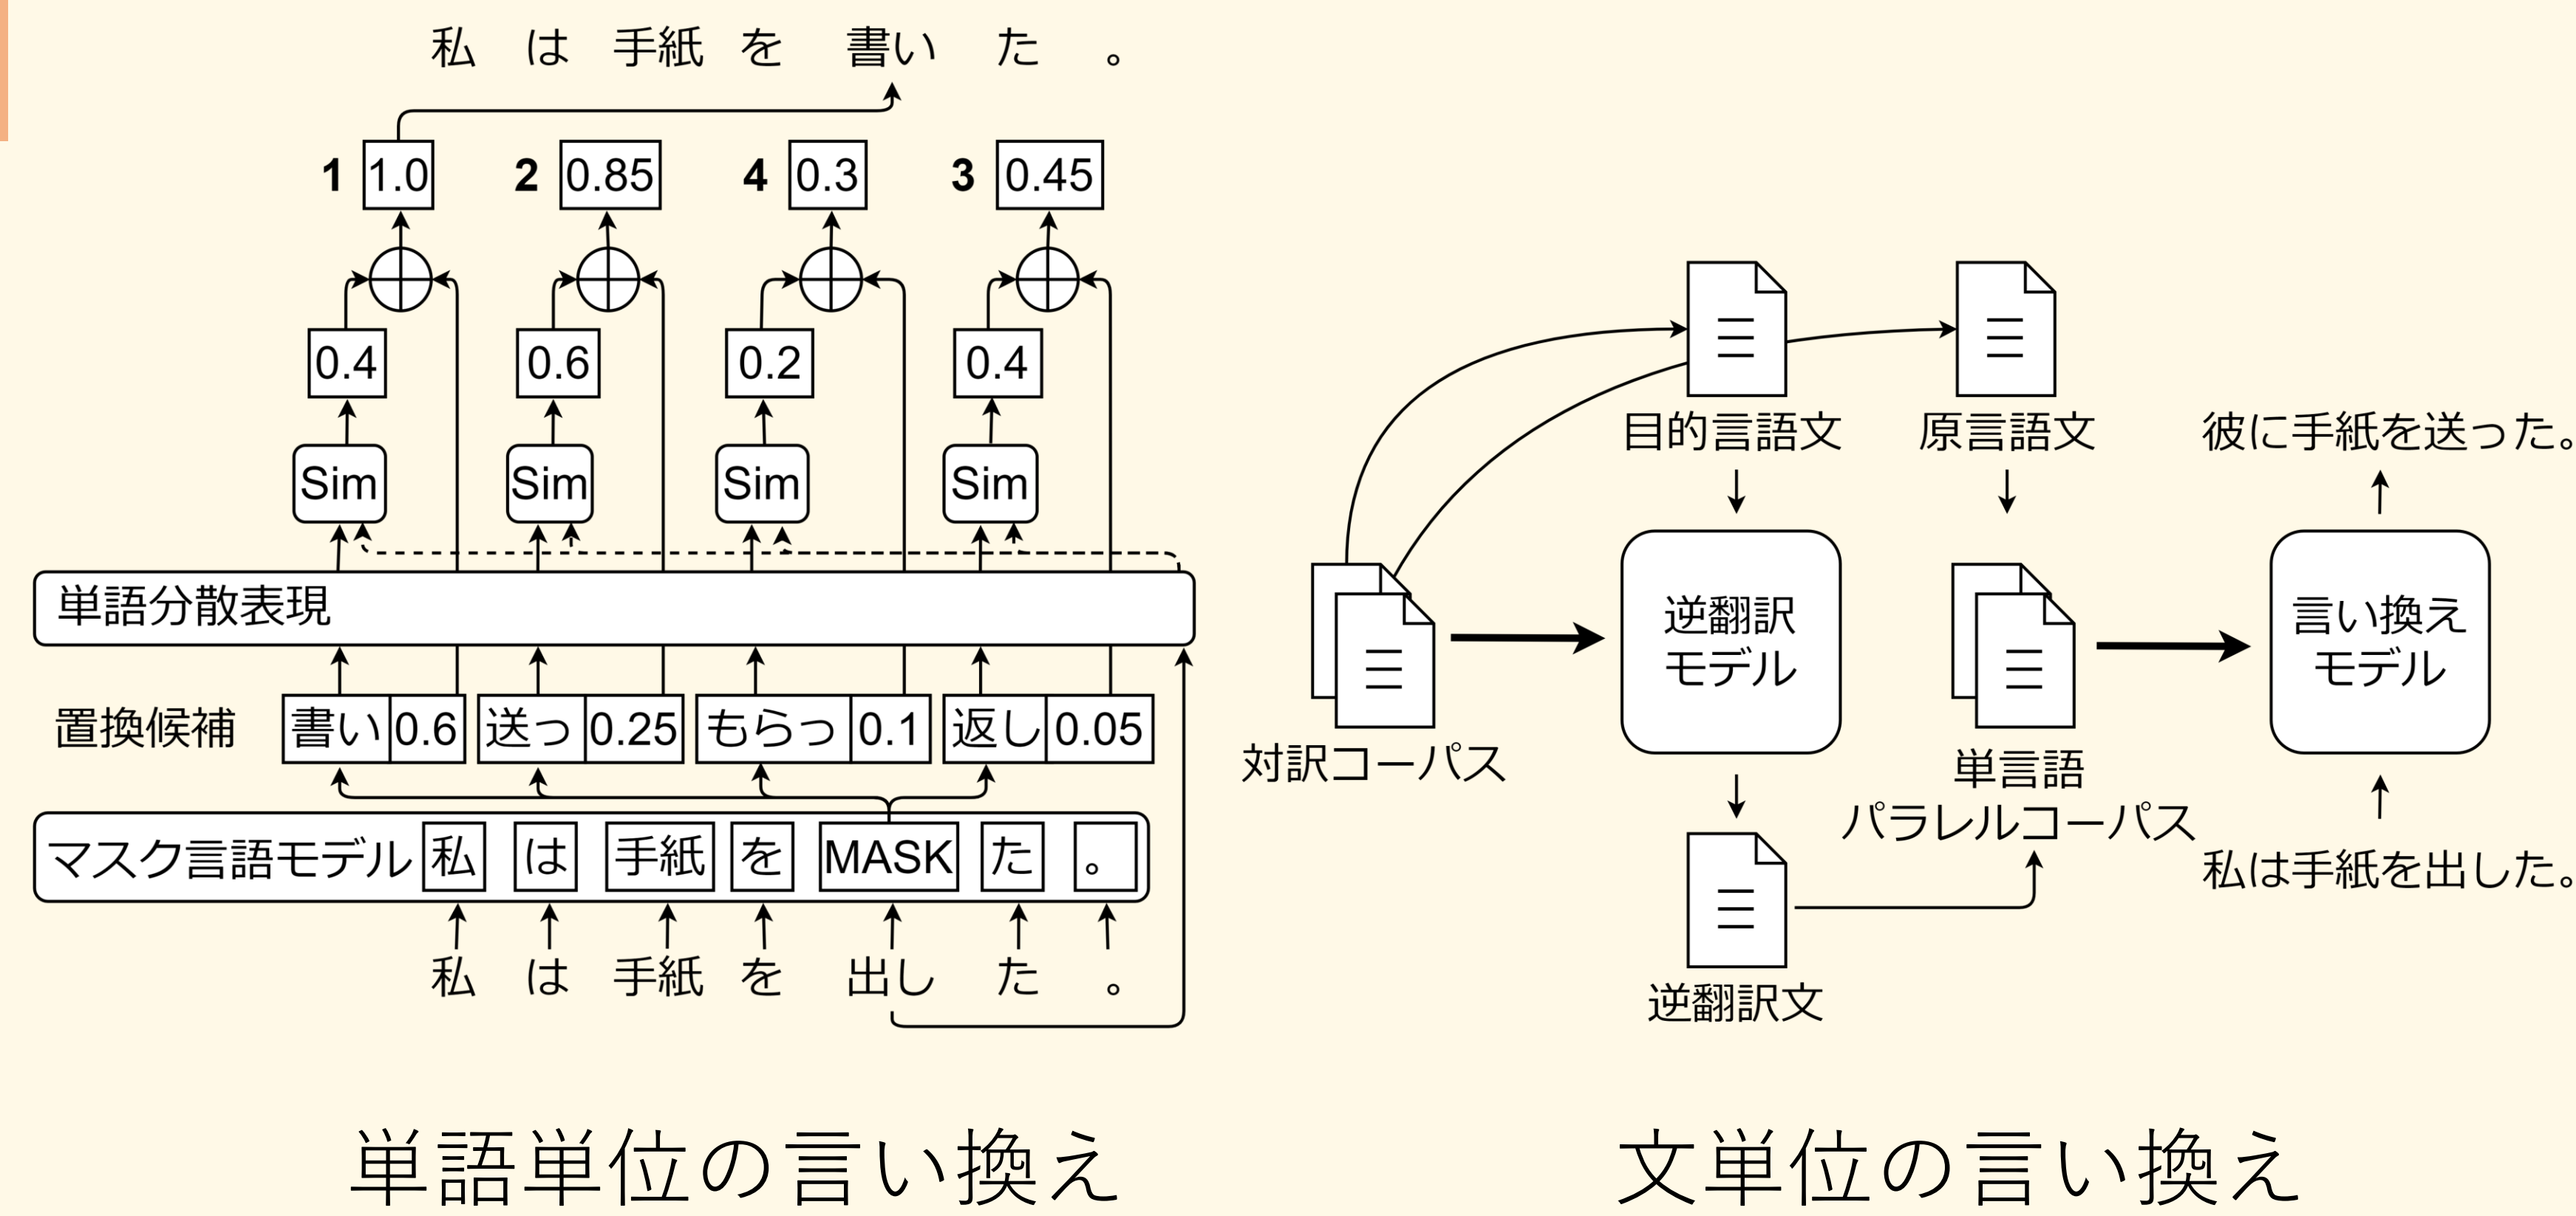 私 は 手紙 を 書い た 。
1 1.0 2 0.85 4 0.3 3 0.45
0.4 0.6 0.2 0.4
Sim Sim Sim Sim
単語分散表現
置換候補 書い 0.6 送っ 0.25 もらっ 0.1 返し 0.05
マスク言語モデル 私 は 手紙 を MASK た 。
私 は 手紙 を 出し た 。
単語単位の言い換え
目的言語文
原言語文
対訳コーパス
逆翻訳
モデル
逆翻訳文
単言語
パラレルコーパス
彼に手紙を送った。
言い換え
モデル
私は手紙を出した。
文単位の言い換え